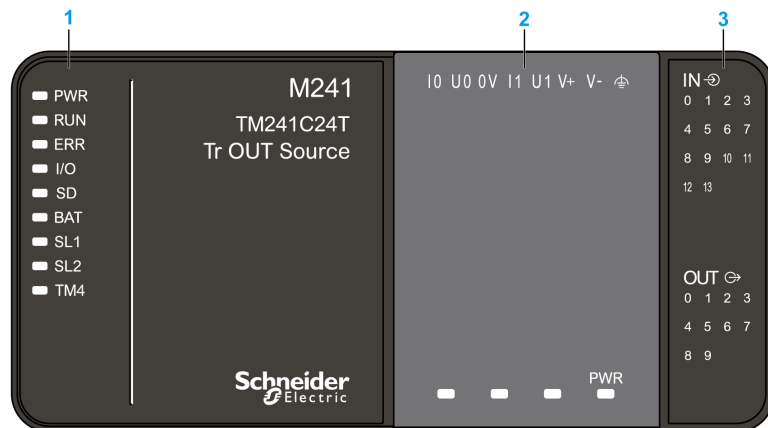 1
2
3
PWR
RUN
ERR
I/O
SD
BAT
SL1
SL2
TM4
M241
TM241C24T
Tr OUT Source
Schneider
Electric
I0 U0 0V I1 U1 V+ V-
PWR
IN
0 1 2 3
4 5 6 7
8 9 10 11
12 13
OUT
0 1 2 3
4 5 6 7
8 9